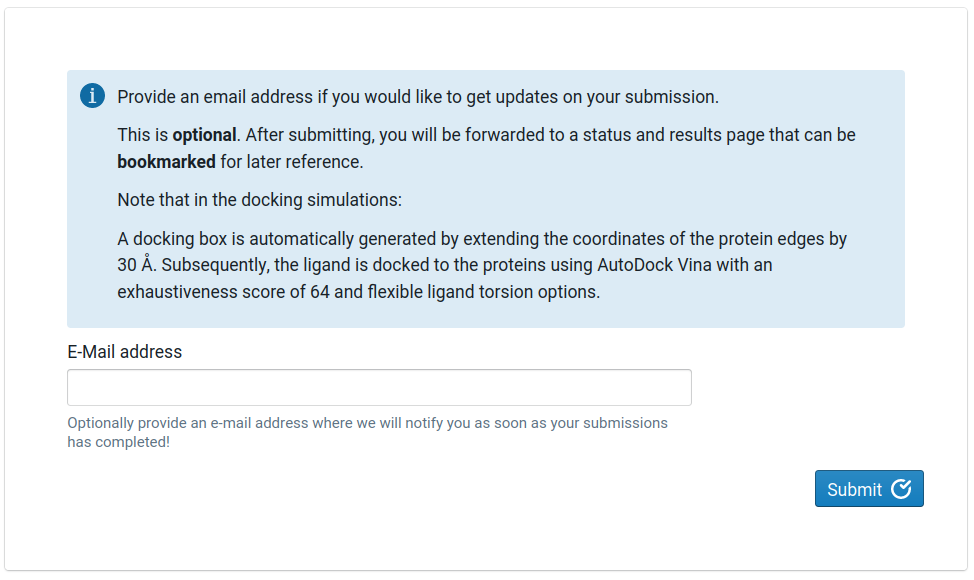 Provide an email address if you would like to get updates on your submission.
This is optional. After submitting, you will be forwarded to a status and results page that can be
bookmarked for later reference.
Note that in the docking simulations:
A docking box is automatically generated by extending the coordinates of the protein edges by
30 Å. Subsequently, the ligand is docked to the proteins using AutoDock Vina with an
exhaustiveness score of 64 and flexible ligand torsion options.
E-Mail address
Optionally provide an e-mail address where we will notify you as soon as your submissions
has completed!
Submit